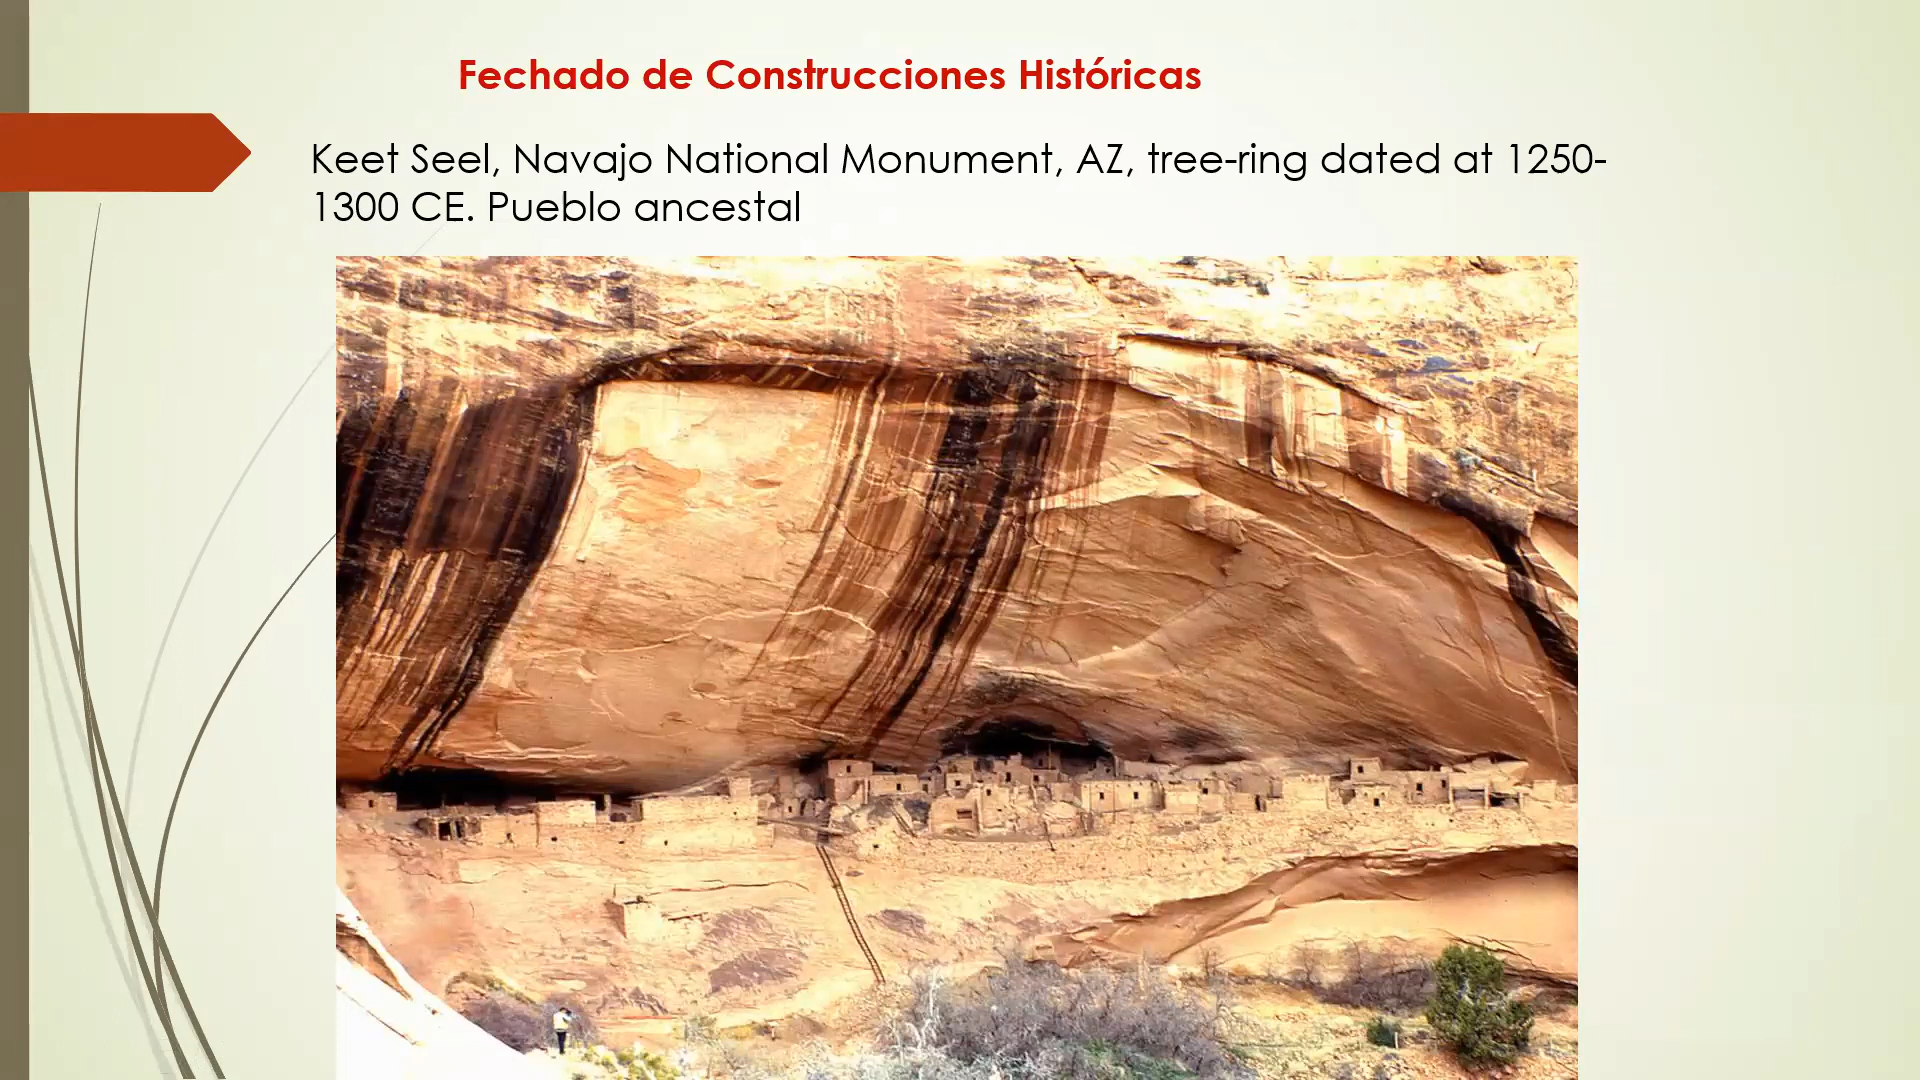 Fechado de Construcciones Históricas
Keet Seel, Navajo National Monument, AZ, tree-ring dated at 1250-
1300 CE. Pueblo ancestal